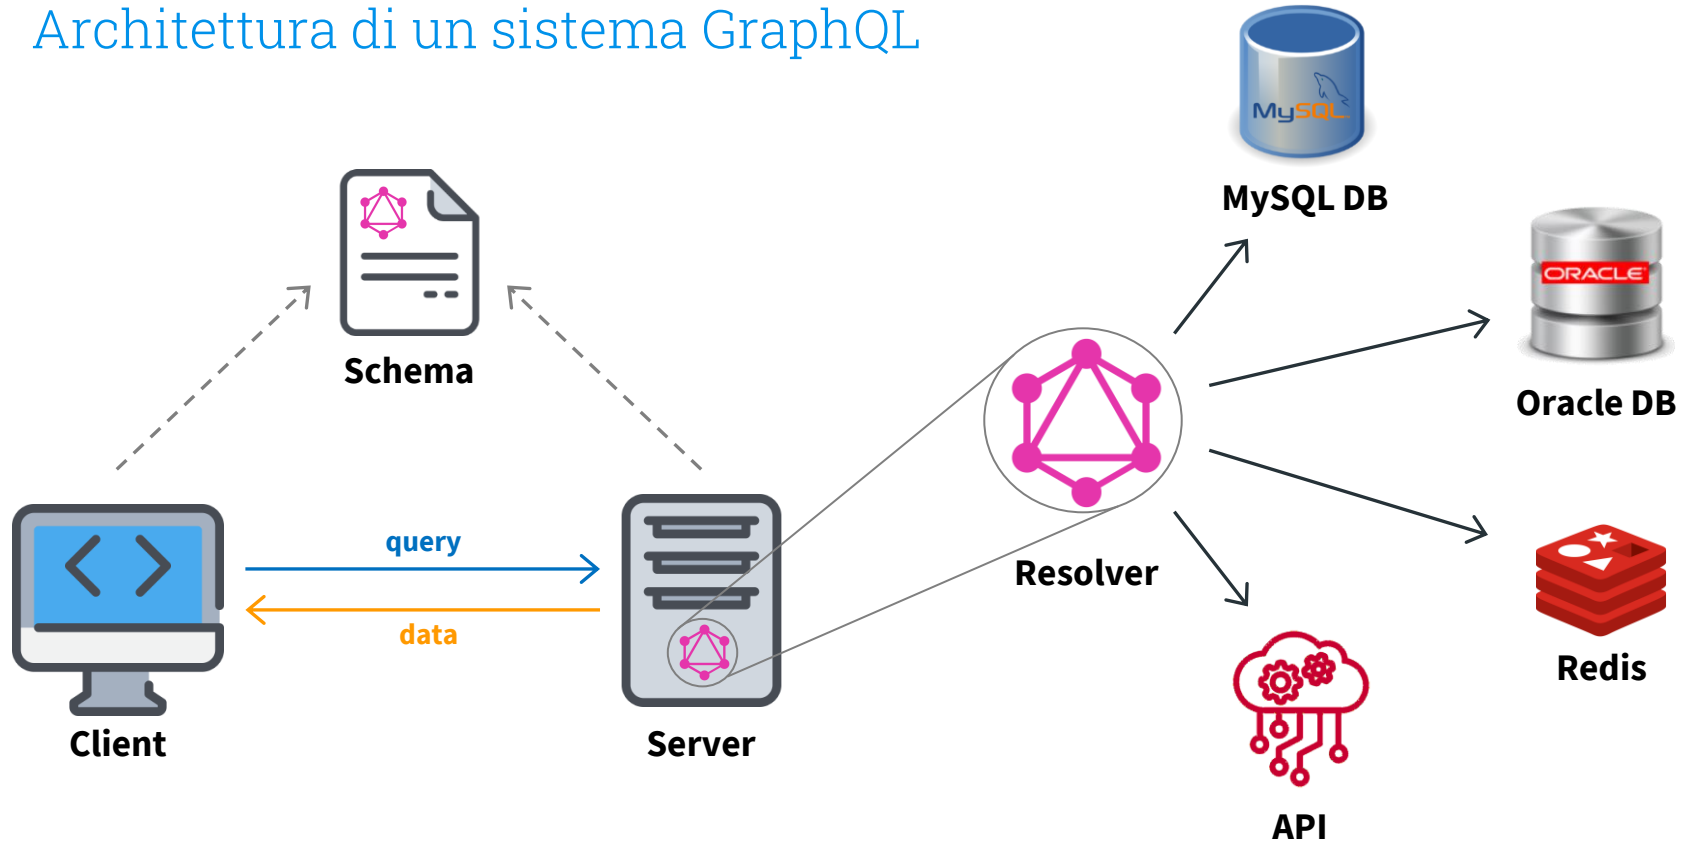 Architettura di un sistema GraphQL
MySQL
MySQL DB
ORACLE
Oracle DB
Schema
query
data
Client
Server
Resolver
Redis
API